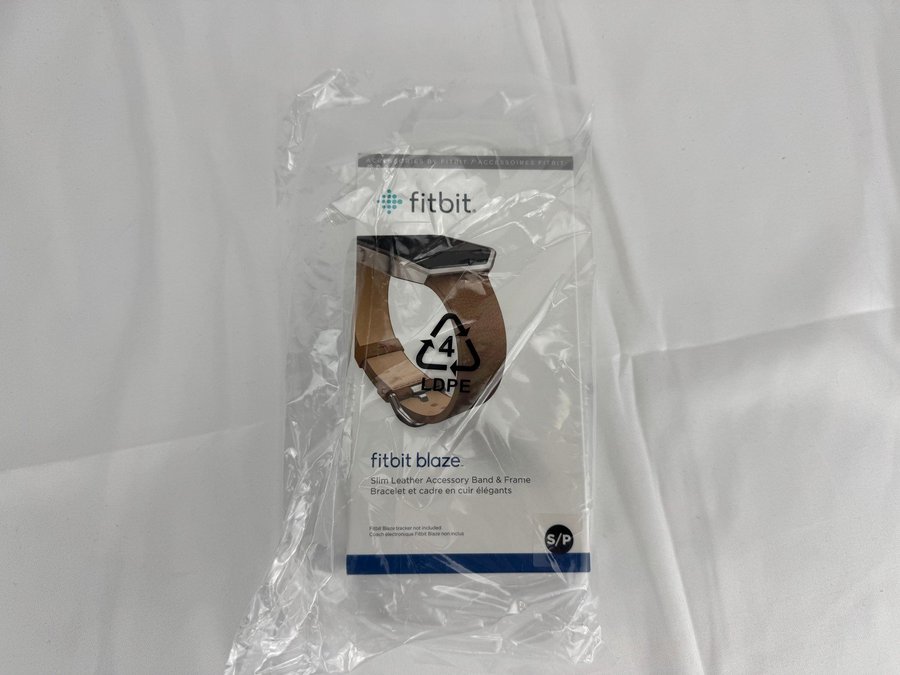 ACCESSORIES BY FITBIT / ACCESSOIRES FITBIT
fitbit®
4
LDPE
fitbit blaze™
Slim Leather Accessory Band & Frame
Bracelet et cadre en cuir élégants
Fitbit Blaze tracker not included
Coach électronique Fitbit Blaze non inclus
S/P